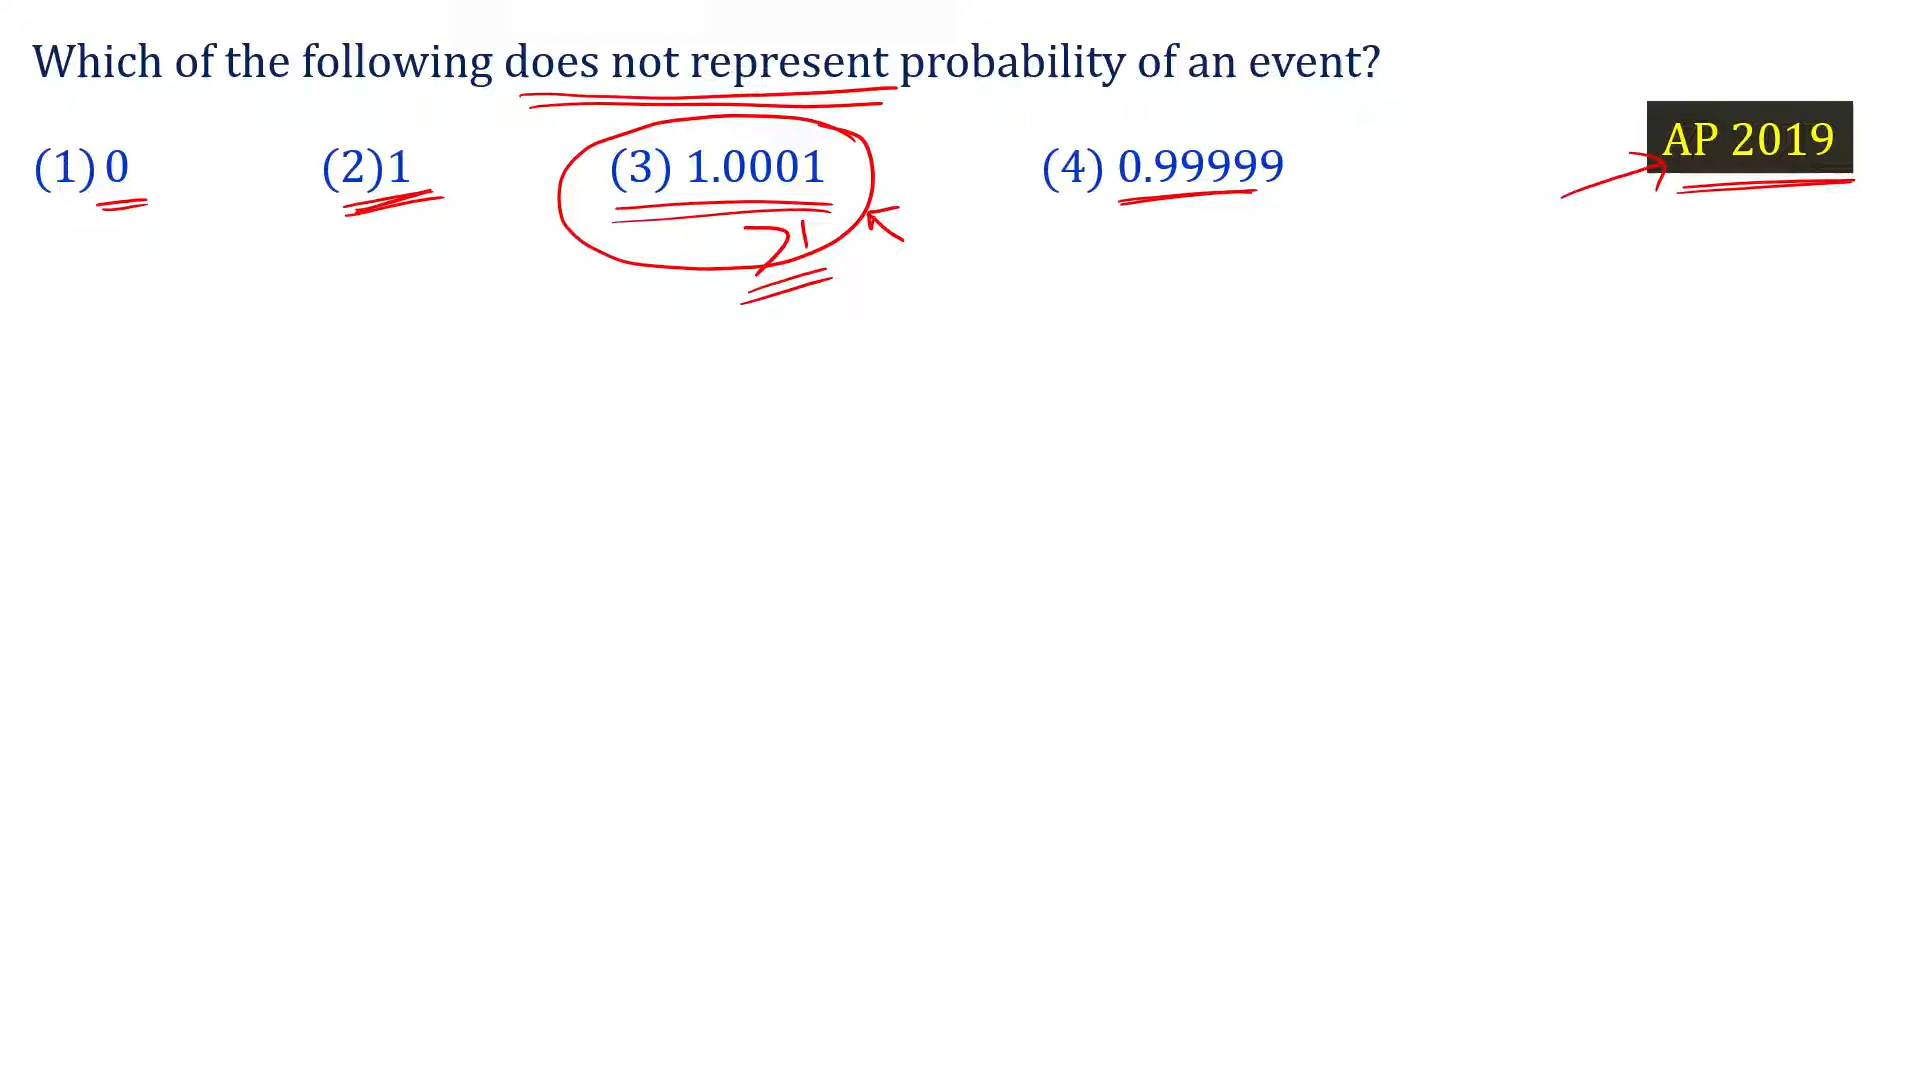 Which of the following does not represent probability of an event?
AP 2019
(1) 0 (2) 1 (3) 1.0001 (4) 0.99999
>1